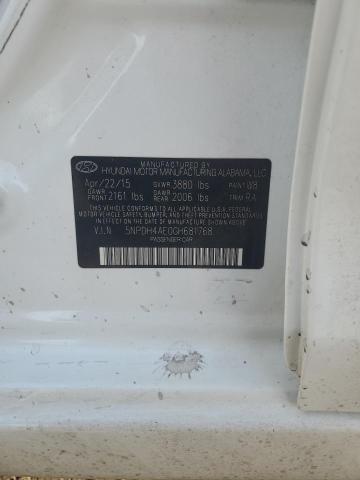 MANUFACTURED BY
HYUNDAI MOTOR MANUFACTURING ALABAMA, LLC
Apr/22/15 GVWR 3880 lbs PAINT W8
GAWR FRONT 2161 lbs GAWR REAR 2006 lbs TRIM RA
THIS VEHICLE CONFORMS TO ALL APPLICABLE U.S. FEDERAL MOTOR
VEHICLE SAFETY, BUMPER, AND THEFT PREVENTION STANDARDS
IN EFFECT ON THE DATE OF MANUFACTURE SHOWN ABOVE.
V.I.N 5NPDH4AE0GH681768
PASSENGER CAR